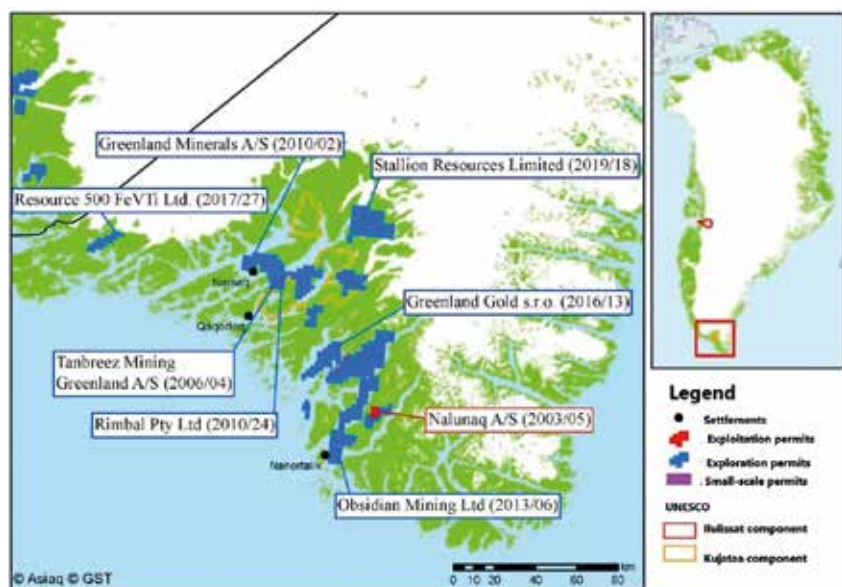 Greenland Minerals A/S (2010/02)
Stallion Resources Limited (2019/18)
Resource 500 FeVTi Ltd. (2017/27)
Narsaq
Qaqortoq
Greenland Gold s.r.o. (2016/13)
Tanbreez Mining
Greenland A/S (2006/04)
Rimbal Pty Ltd (2010/24)
Nalunaq A/S (2003/05)
Nanortalik
Obsidian Mining Ltd (2013/06)
© Asiaq © GST
km
0 10 20 40 60 80
Legend
Settlements
Exploitation permits
Exploration permits
Small-scale permits
UNESCO
Ilulissat component
Kujataa component